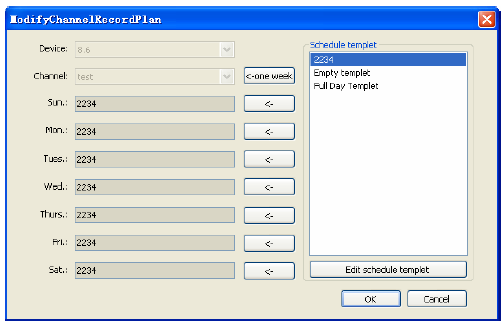 ModifyChannelRecordPlan
Device: 8.6
Channel: test <-one week
Sun.: 2234 <-
Mon.: 2234 <-
Tues.: 2234 <-
Wed.: 2234 <-
Thurs.: 2234 <-
Fri.: 2234 <-
Sat.: 2234 <-
Schedule templet
2234
Empty templet
Full Day Templet
Edit schedule templet
OK Cancel